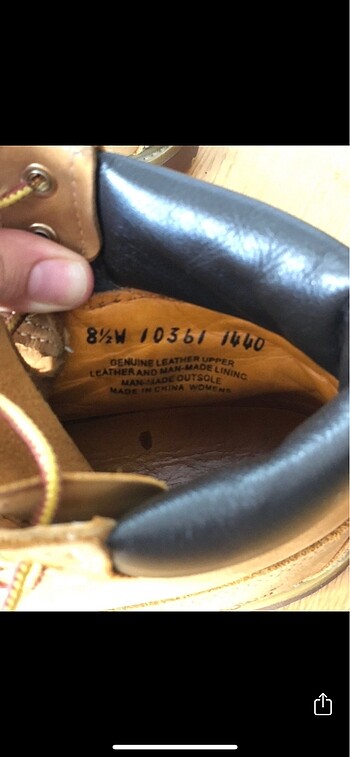 8½W 10361 1440
GENUINE LEATHER UPPER
LEATHER AND MAN-MADE LINING
MAN-MADE OUTSOLE
MADE IN CHINA WOMENS